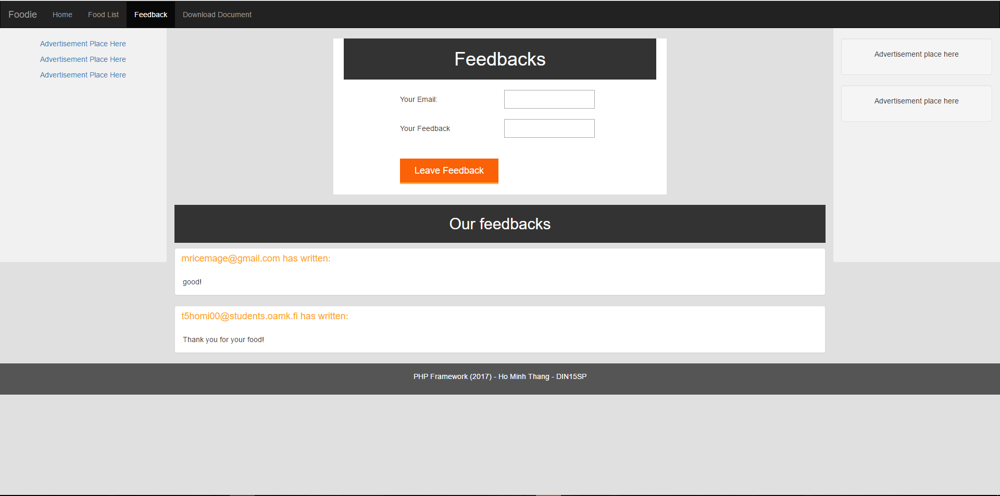 Foodie Home Food List Feedback Download Document
Advertisement Place Here
Advertisement Place Here
Advertisement Place Here
Feedbacks
Your Email:
Your Feedback
Leave Feedback
Advertisement place here
Advertisement place here
Our feedbacks
mricemage@gmail.com has written:
good!
t5homi00@students.oamk.fi has written:
Thank you for your food!
PHP Framework (2017) - Ho Minh Thang - DIN15SP